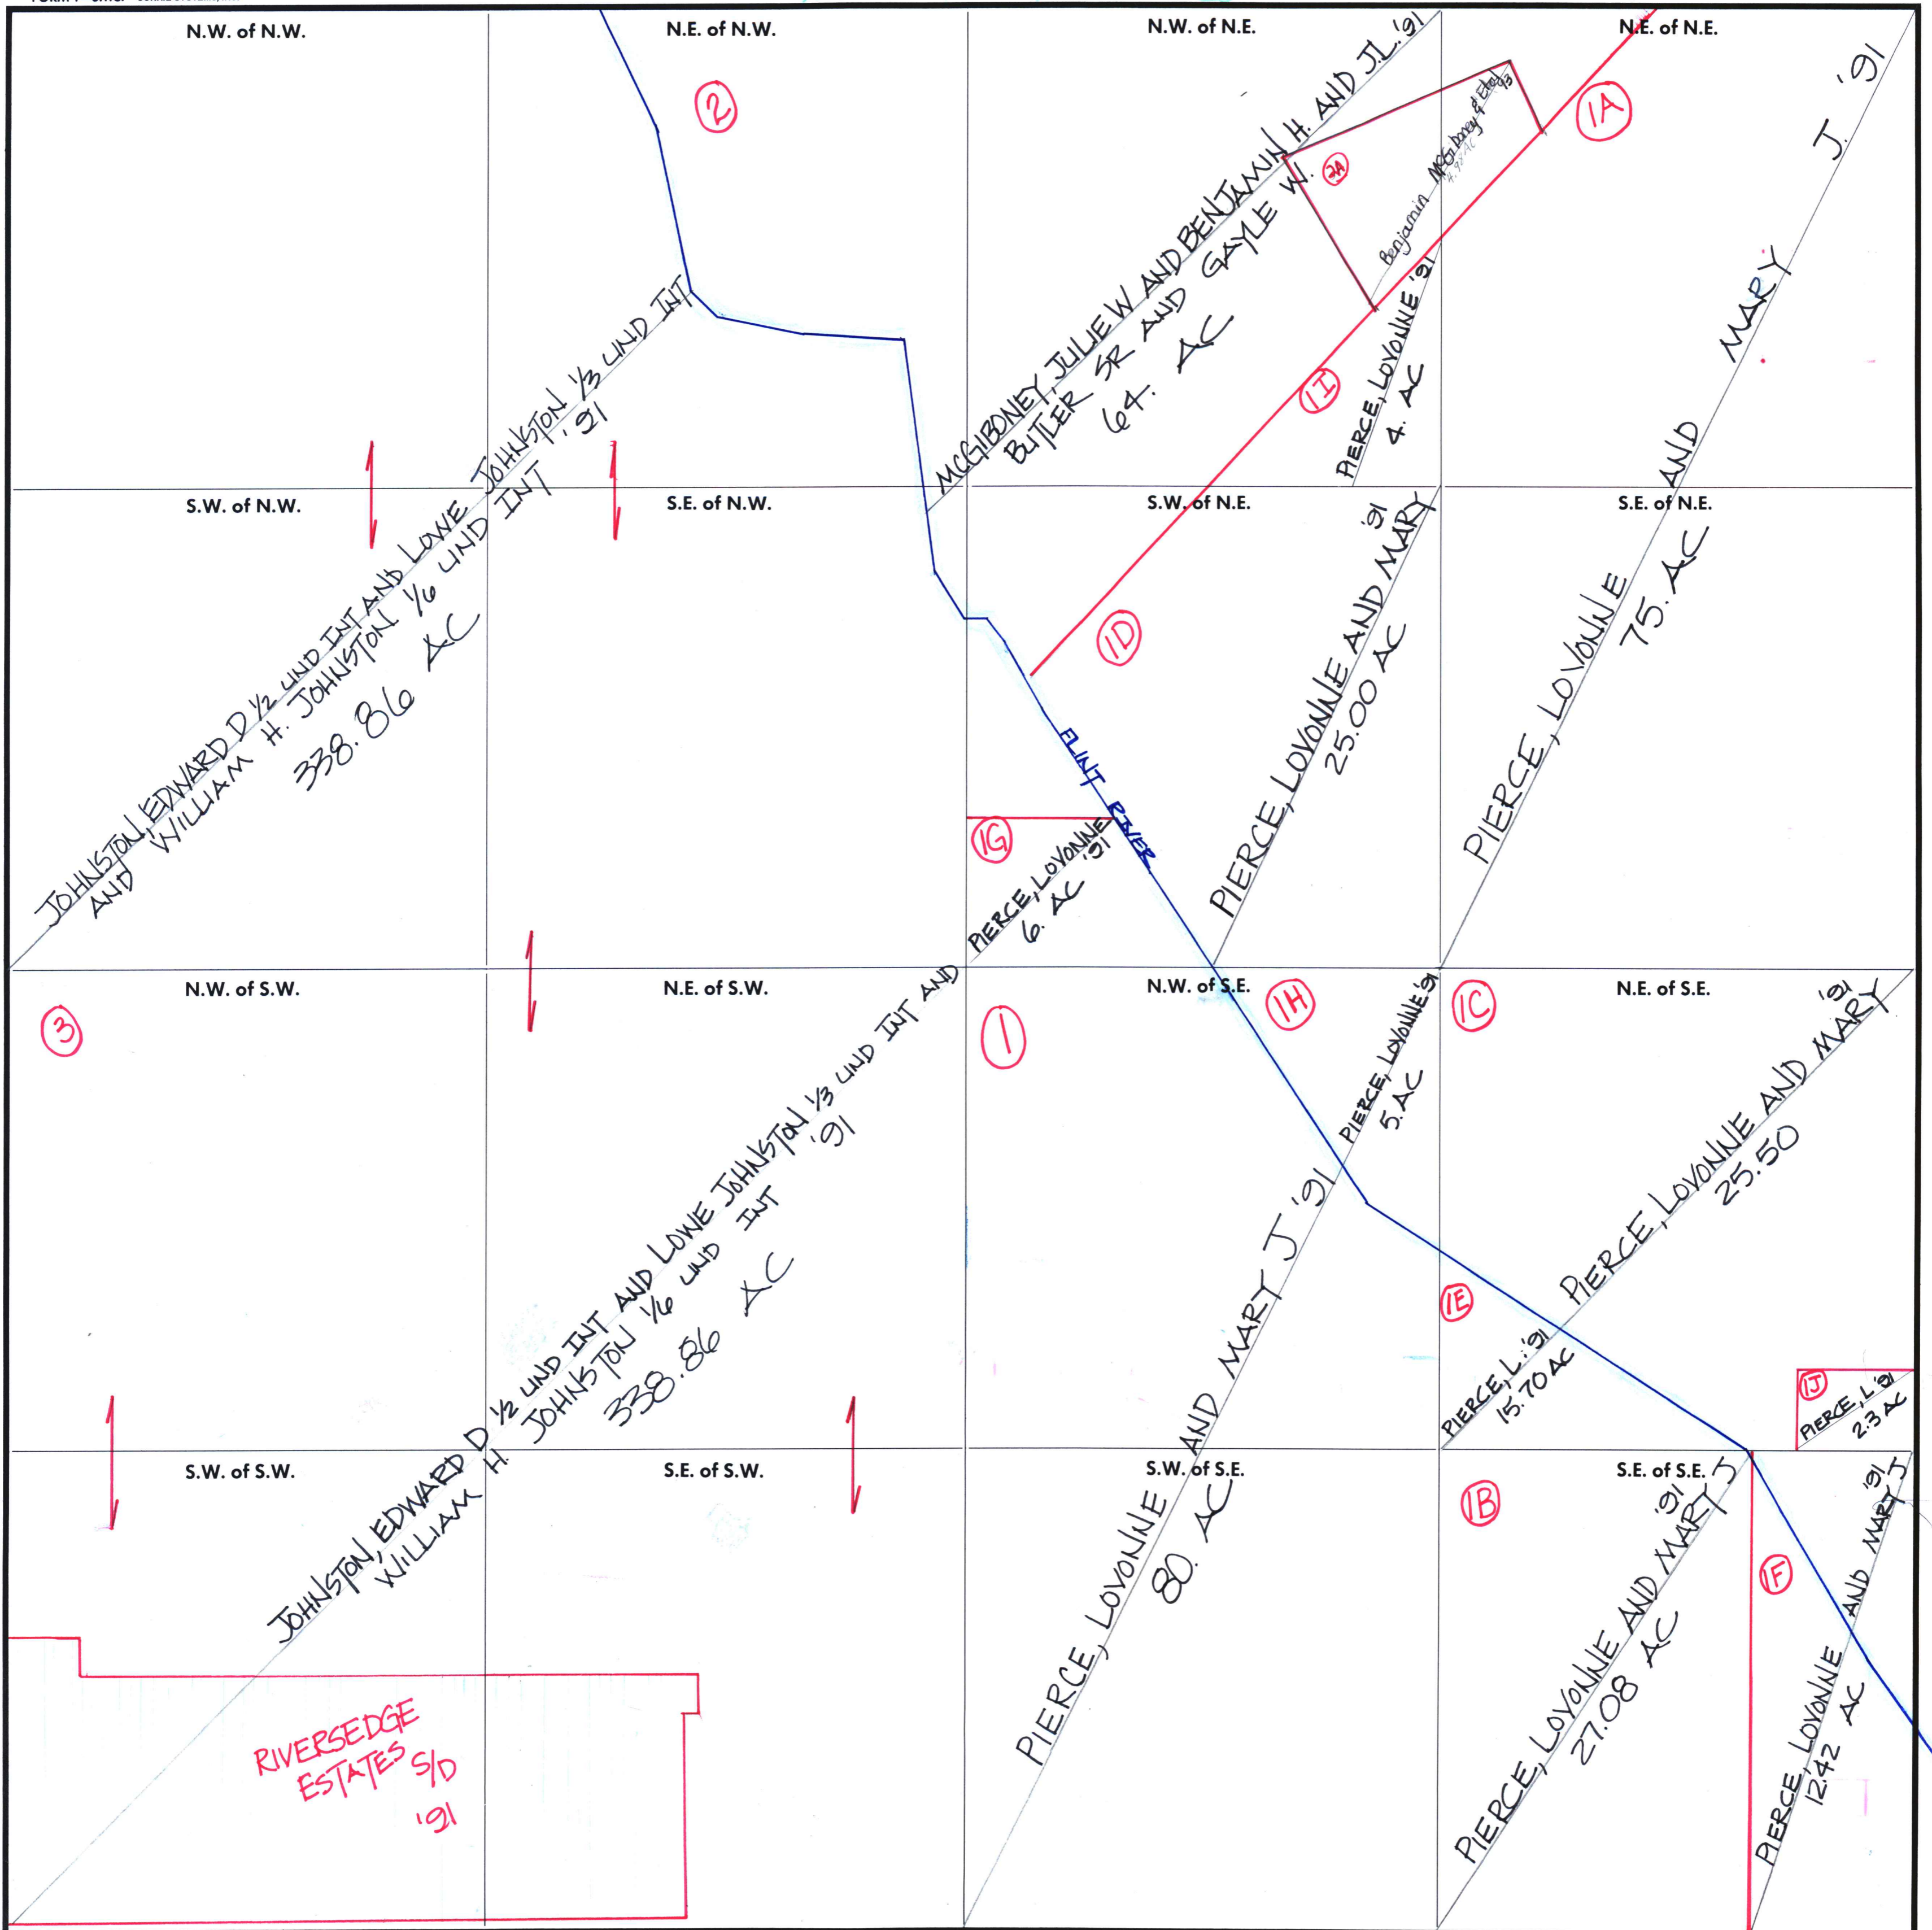 N.W. of N.W.
N.E. of N.W.
N.W. of N.E.
N.E. of N.E.
2
MCGIBONEY, JULIE W AND BENJAMIN H. AND J.L. '91
BUTLER SR AND GAYLE W.
64. AC
2A
Benjamin McGiboney & Etal
93
4.98 AC
1A
1I
PIERCE, LOVONNE '91
4. AC
PIERCE, LOVONNE AND MARY J. '91
75. AC
JOHNSTON, EDWARD D 1/2 UND INT AND LOWE JOHNSTON 1/3 UND INT
AND WILLIAM H. JOHNSTON 1/6 UND INT '91
338.86 AC
S.W. of N.W.
S.E. of N.W.
S.W. of N.E.
S.E. of N.E.
1D
PIERCE, LOVONNE AND MARY '91
25.00 AC
FLINT RIVER
1G
PIERCE, LOVONNE '91
6. AC
N.W. of S.W.
N.E. of S.W.
N.W. of S.E.
N.E. of S.E.
3
1
1H
1C
JOHNSTON, EDWARD D 1/2 UND INT AND LOWE JOHNSTON 1/3 UND INT AND
WILLIAM H. JOHNSTON 1/6 UND INT '91
338.86 AC
PIERCE, LOVONNE '91
5. AC
PIERCE, LOVONNE AND MARY '91
25.50
1E
PIERCE, L. '91
15.70 AC
1J
PIERCE, L '91
2.3 AC
S.W. of S.W.
S.E. of S.W.
S.W. of S.E.
S.E. of S.E.
PIERCE, LOVONNE AND MARY J '91
80. AC
1B
PIERCE, LOVONNE AND MARY J '91
27.08 AC
1F
PIERCE, LOVONNE AND MARY J '91
12.42 AC
RIVERSEDGE
ESTATES S/D
'91